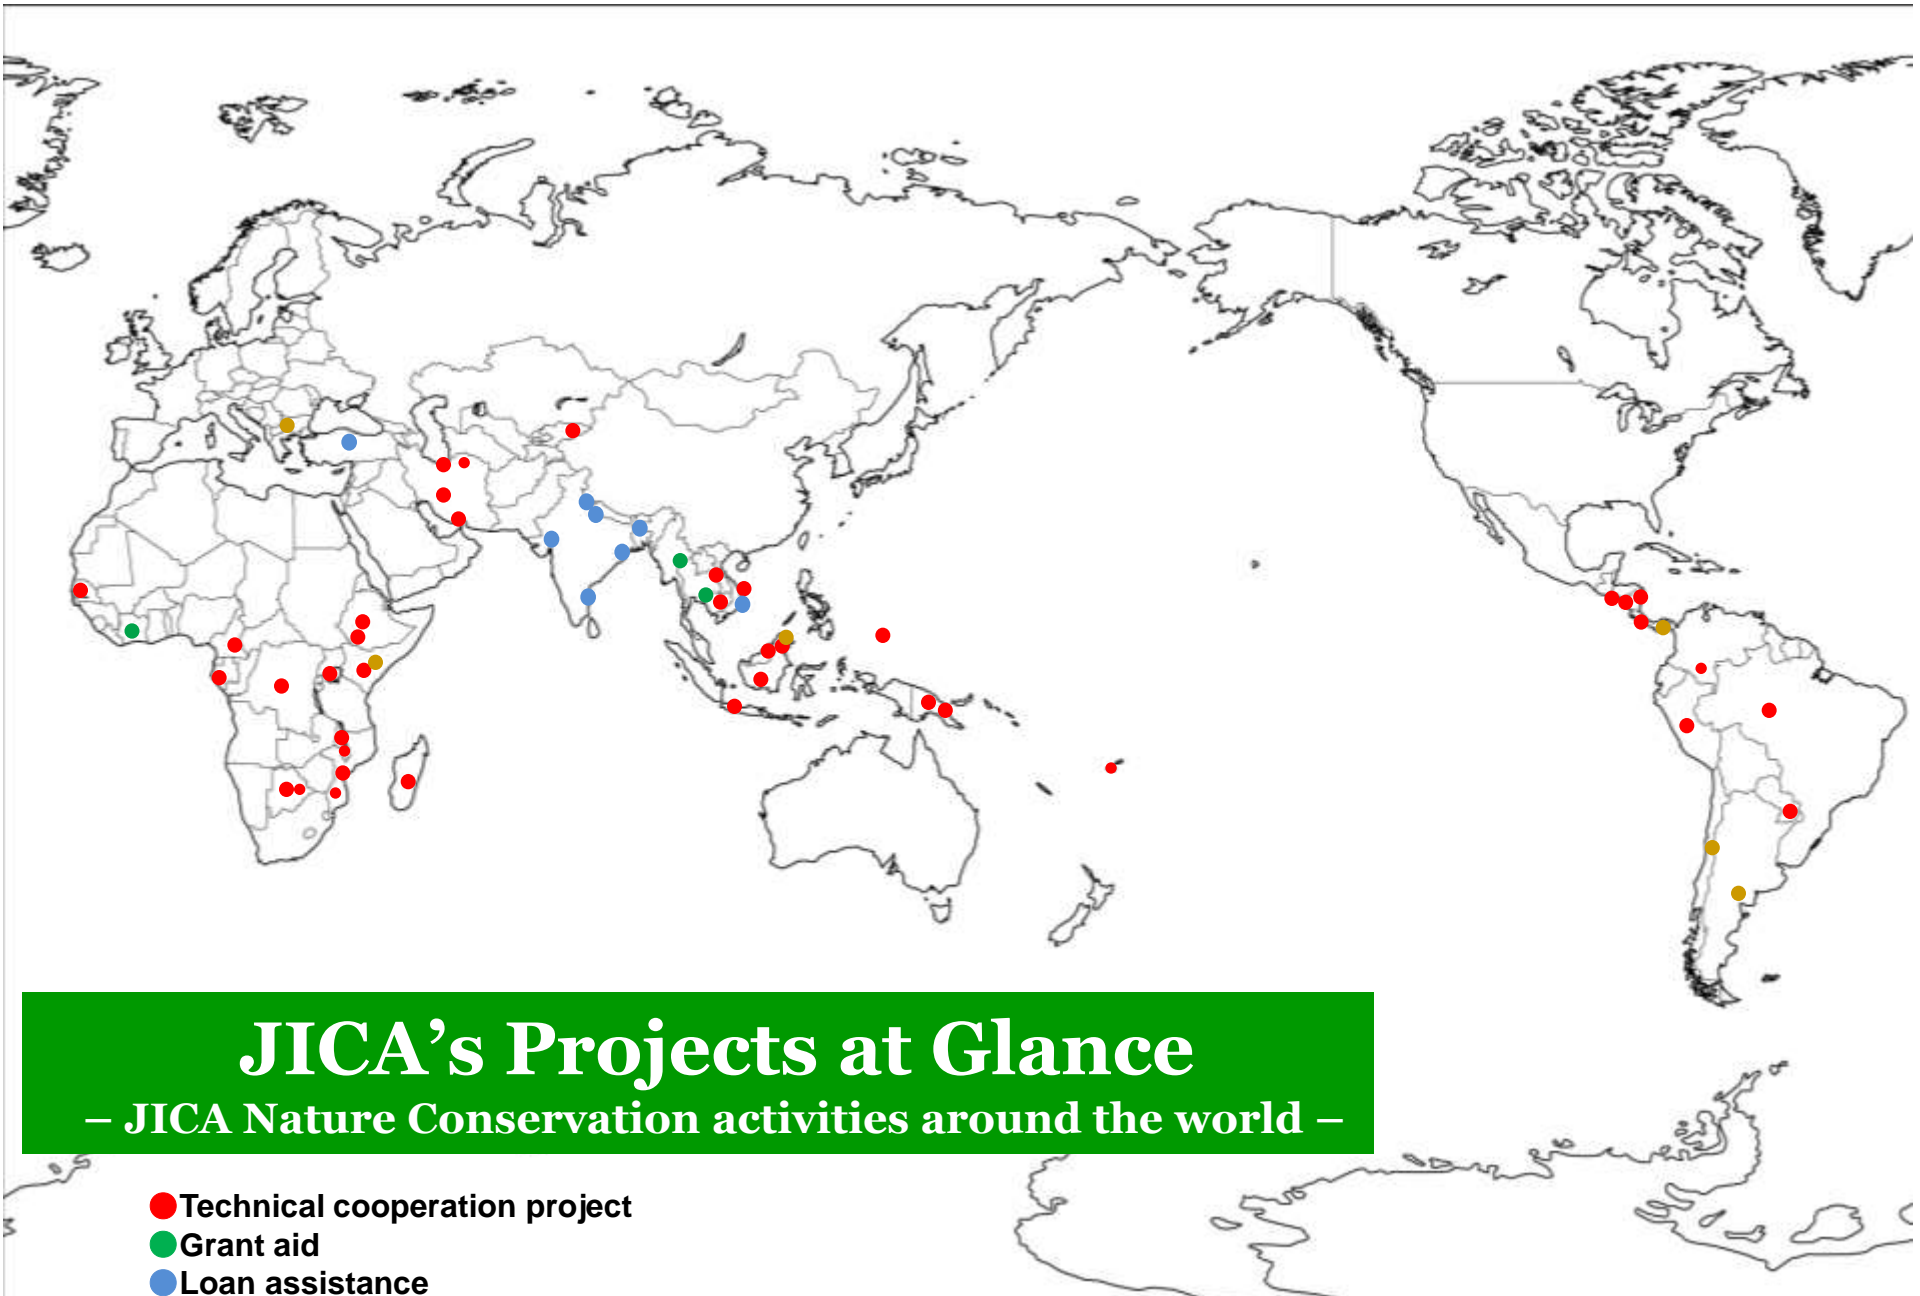 JICA’s Projects at Glance
– JICA Nature Conservation activities around the world –
Technical cooperation project
Grant aid
Loan assistance